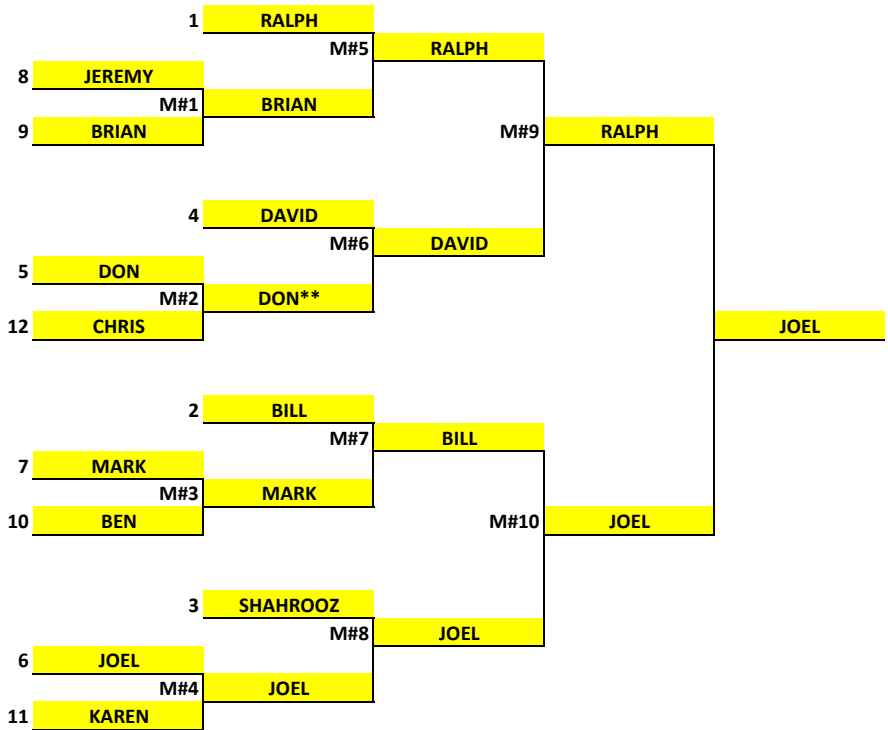 1 RALPH
M#5 RALPH
8 JEREMY
M#1 BRIAN
9 BRIAN
M#9 RALPH
4 DAVID
M#6 DAVID
5 DON
M#2 DON**
12 CHRIS
JOEL
2 BILL
M#7 BILL
7 MARK
M#3 MARK
10 BEN
M#10 JOEL
3 SHAHROOZ
M#8 JOEL
6 JOEL
M#4 JOEL
11 KAREN